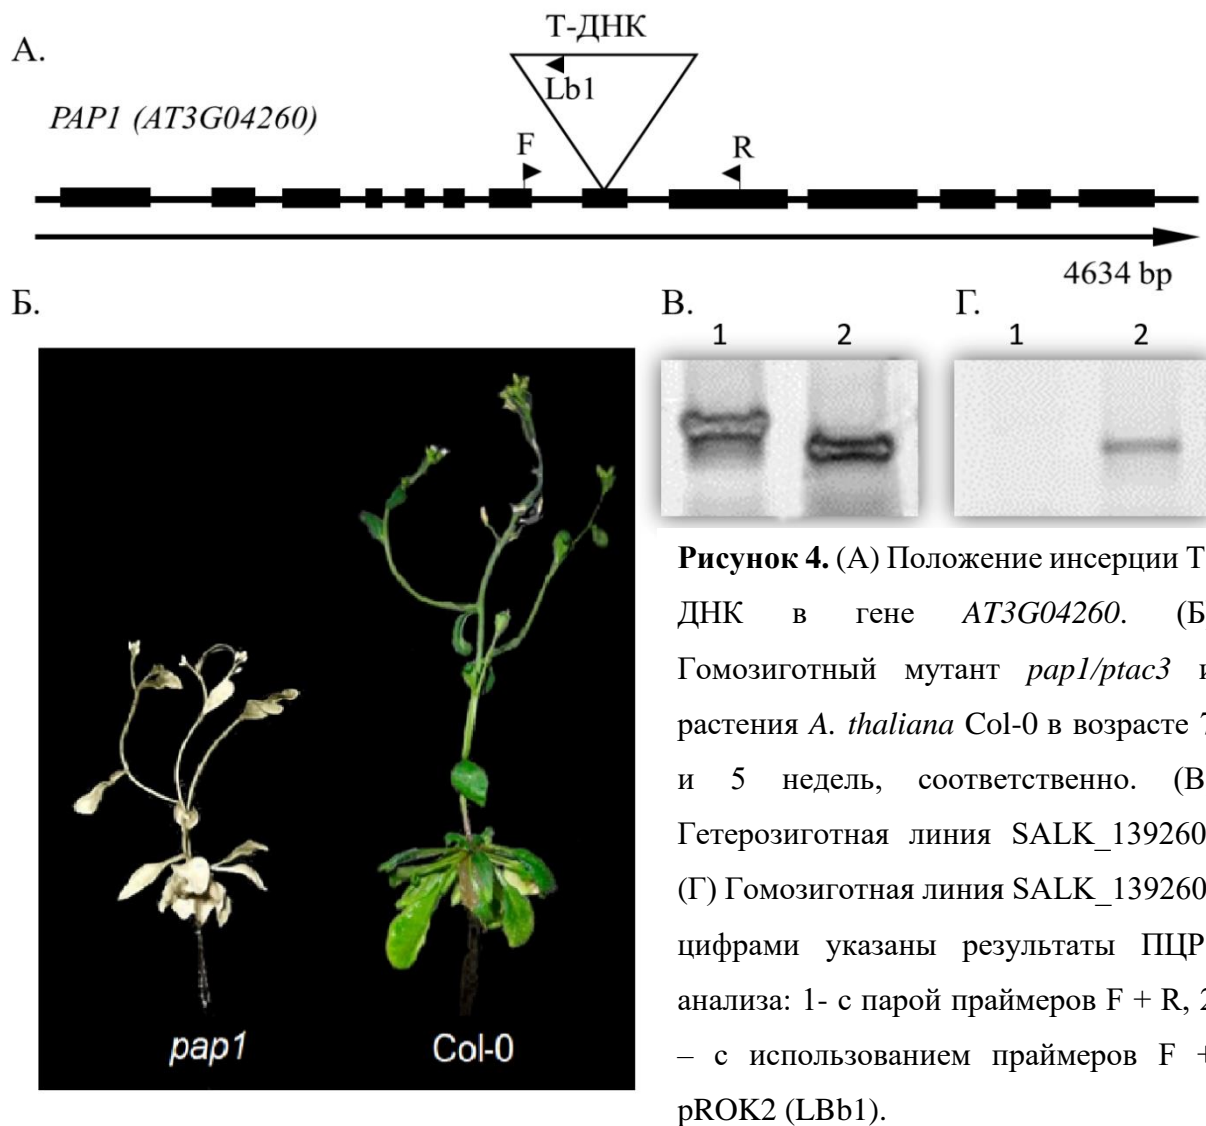 А.
Т-ДНК
Lb1
PAP1 (AT3G04260)
F
R
4634 bp
Б.
В.
Г.
1
2
1
2
pap1
Col-0
Рисунок 4. (А) Положение инсерции Т
ДНК в гене AT3G04260. (Б
Гомозиготный мутант pap1/ptac3 и
растения A. thaliana Col-0 в возрасте 7
и 5 недель, соответственно. (В
Гетерозиготная линия SALK_139260
(Г) Гомозиготная линия SALK_139260
цифрами указаны результаты ПЦР
анализа: 1- с парой праймеров F + R, 2
– с использованием праймеров F +
pROK2 (LBb1).